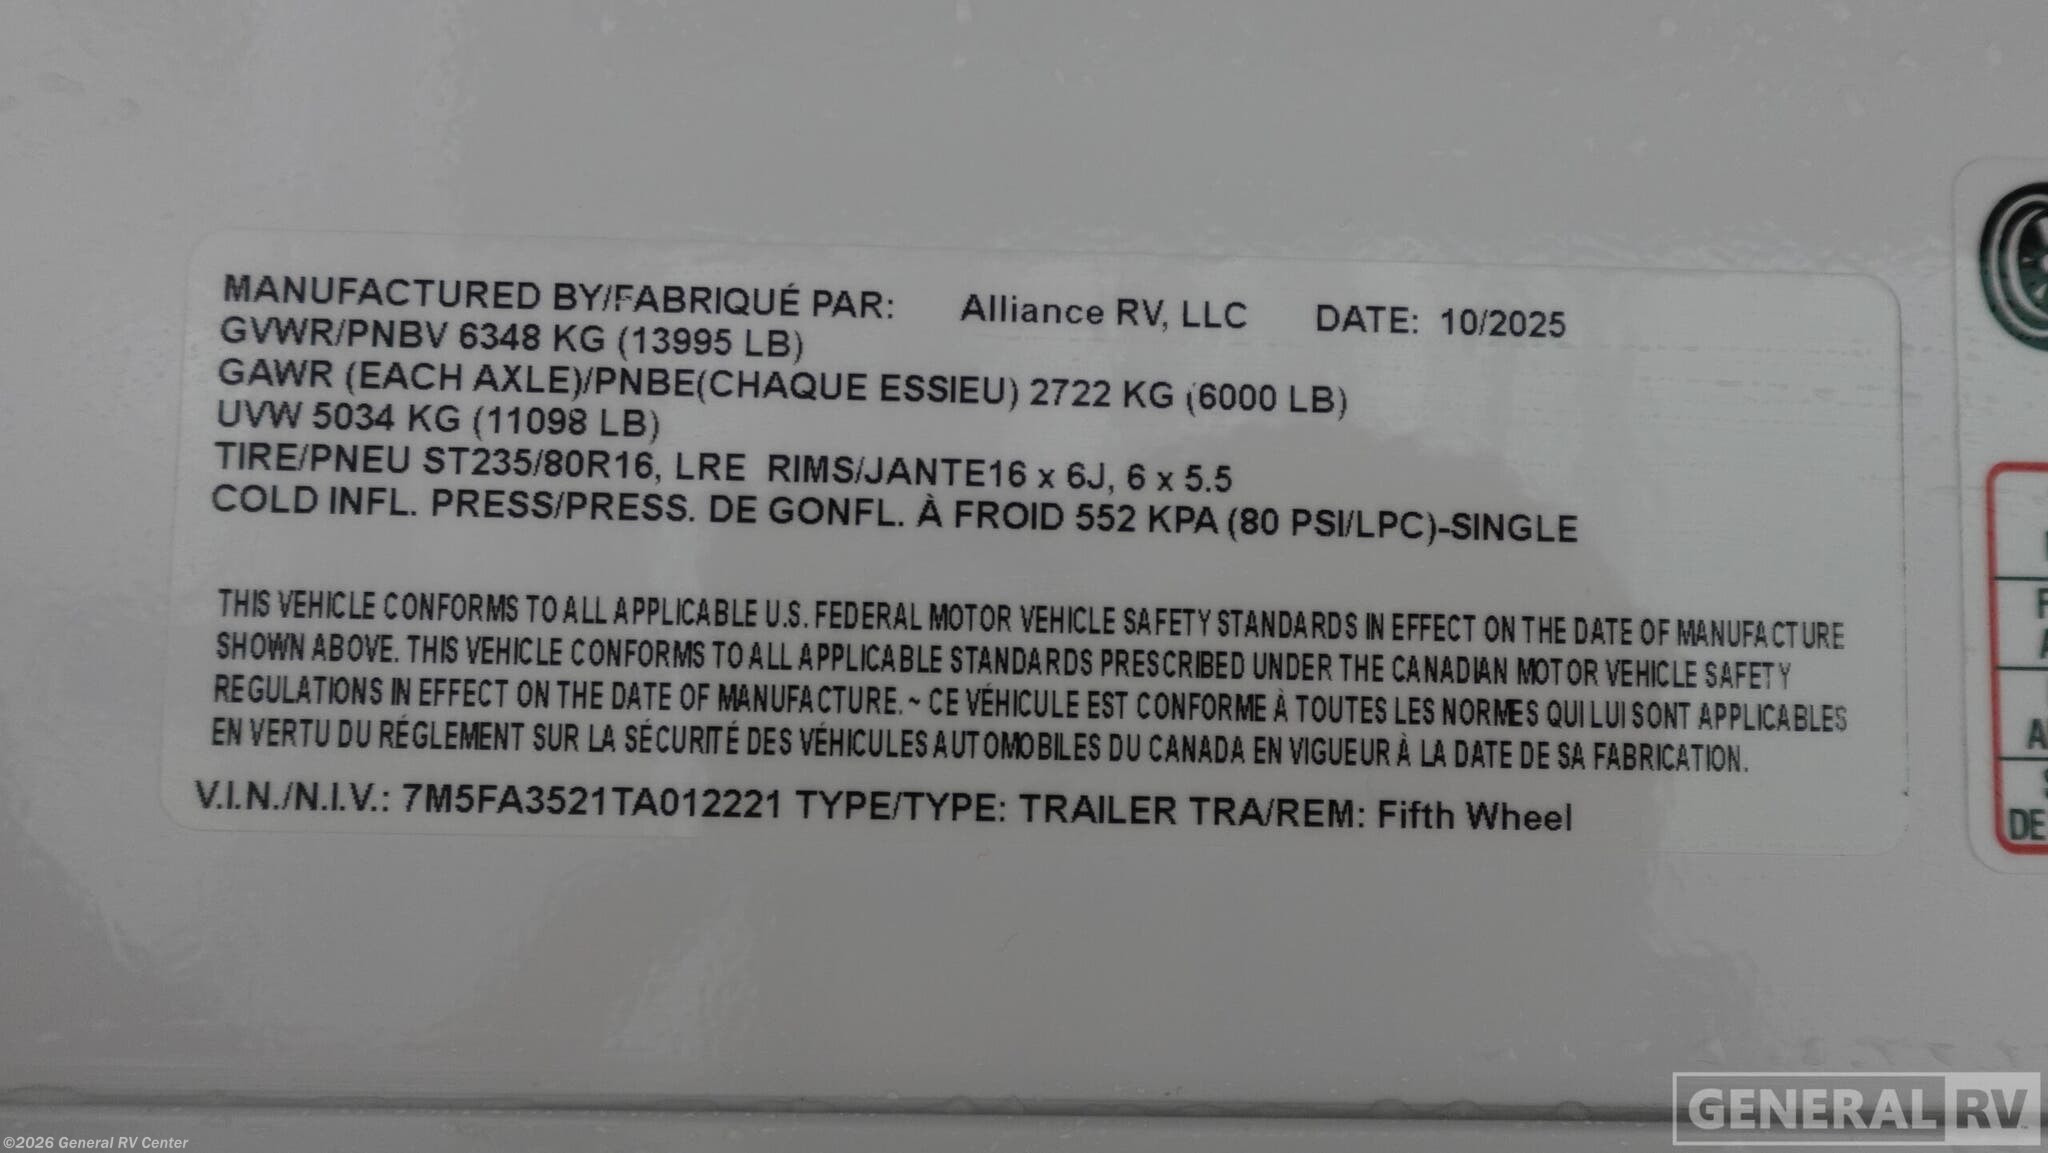 MANUFACTURED BY/FABRIQUÉ PAR: Alliance RV, LLC DATE: 10/2025
GVWR/PNBV 6348 KG (13995 LB)
GAWR (EACH AXLE)/PNBE(CHAQUE ESSIEU) 2722 KG (6000 LB)
UVW 5034 KG (11098 LB)
TIRE/PNEU ST235/80R16, LRE RIMS/JANTE16 x 6J, 6 x 5.5
COLD INFL. PRESS/PRESS. DE GONFL. À FROID 552 KPA (80 PSI/LPC)-SINGLE
THIS VEHICLE CONFORMS TO ALL APPLICABLE U.S. FEDERAL MOTOR VEHICLE SAFETY STANDARDS IN EFFECT ON THE DATE OF MANUFACTURE
SHOWN ABOVE. THIS VEHICLE CONFORMS TO ALL APPLICABLE STANDARDS PRESCRIBED UNDER THE CANADIAN MOTOR VEHICLE SAFETY
REGULATIONS IN EFFECT ON THE DATE OF MANUFACTURE. ~ CE VÉHICULE EST CONFORME À TOUTES LES NORMES QUI LUI SONT APPLICABLES
EN VERTU DU RÉGLEMENT SUR LA SÉCURITÉ DES VÉHICULES AUTOMOBILES DU CANADA EN VIGUEUR À LA DATE DE SA FABRICATION.
V.I.N./N.I.V.: 7M5FA3521TA012221 TYPE/TYPE: TRAILER TRA/REM: Fifth Wheel
DE
GENERAL RV
©2026 General RV Center